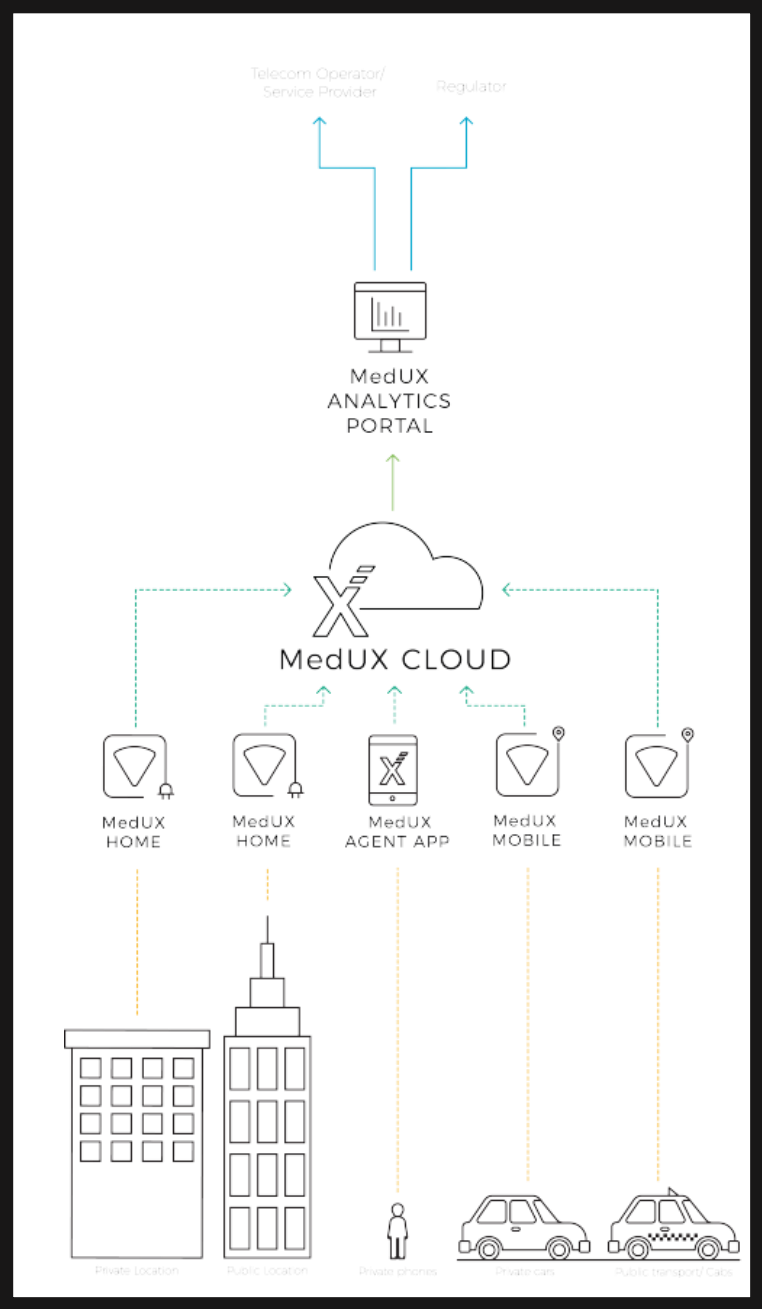 Telecom Operator/
Service Provider
Regulator
MedUX
ANALYTICS
PORTAL
MedUX CLOUD
MedUX
HOME
MedUX
HOME
MedUX
AGENT APP
MedUX
MOBILE
MedUX
MOBILE
Private Location
Public Location
Private phones
Private cars
Public transport/ Cabs